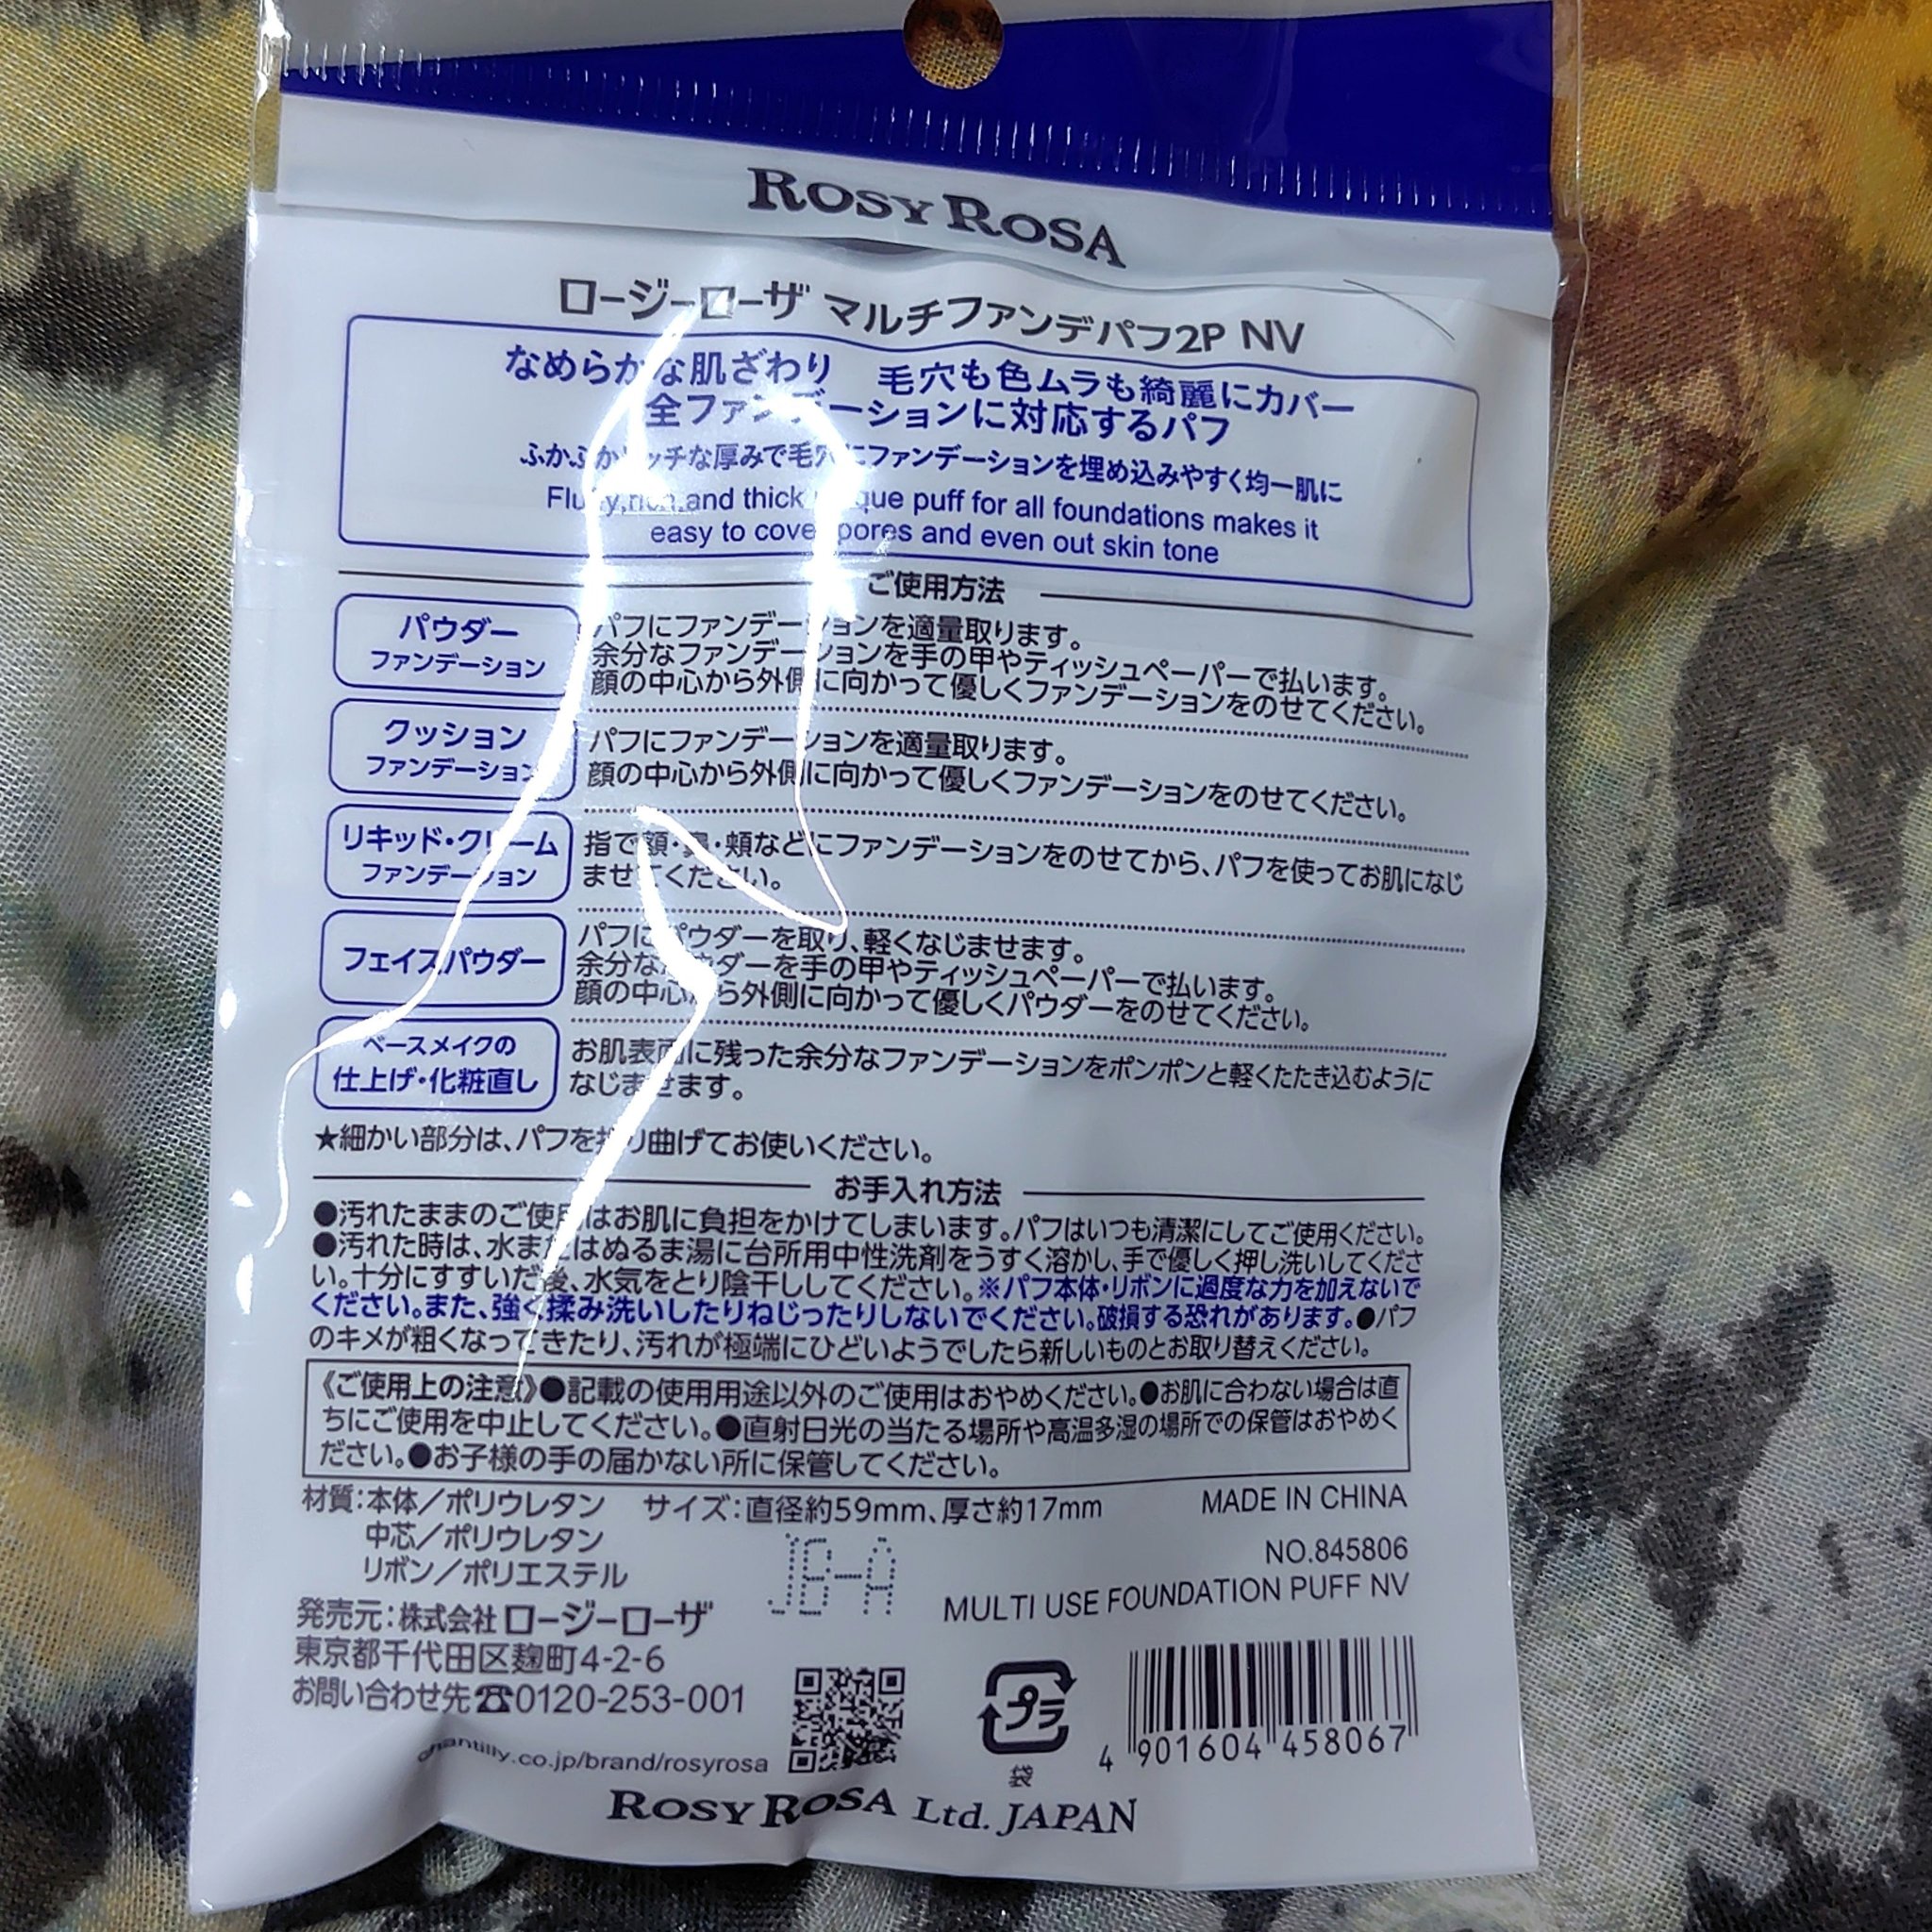 ROSY ROSA
ロージーローザ マルチファンデパフ2P NV
なめらかな肌ざわり 毛穴も色ムラも綺麗にカバー
全ファンデーションに対応するパフ
ふかふかリッチな厚みで毛穴にファンデーションを埋め込みやすく均一肌に
Fluffy,rich,and thick que puff for all foundations makes it
easy to cover pores and even out skin tone
ご使用方法
パウダー
ファンデーション
パフにファンデーションを適量取ります。
余分なファンデーションを手の甲やティッシュペーパーで払います。
顔の中心から外側に向かって優しくファンデーションをのせてください。
クッション
ファンデーション
パフにファンデーションを適量取ります。
顔の中心から外側に向かって優しくファンデーションをのせてください。
リキッド・クリーム
ファンデーション
指で額・鼻・頬などにファンデーションをのせてから、パフを使ってお肌になじ
ませてください。
フェイスパウダー
パフにパウダーを取り、軽くなじませます。
余分なパウダーを手の甲やティッシュペーパーで払います。
顔の中心から外側に向かって優しくパウダーをのせてください。
ベースメイクの
仕上げ・化粧直し
お肌表面に残った余分なファンデーションをポンポンと軽くたたき込むように
なじませます。
★細かい部分は、パフを折り曲げてお使いください。
お手入れ方法
●汚れたままのご使用はお肌に負担をかけてしまいます。パフはいつも清潔にしてご使用ください。
●汚れた時は、水またはぬるま湯に台所用中性洗剤をうすく溶かし、手で優しく押し洗いしてくださ
い。十分にすすいだ後、水気をとり陰干ししてください。※パフ本体・リボンに過度な力を加えないで
ください。また、強く揉み洗いしたりねじったりしないでください。破損する恐れがあります。●パフ
のキメが粗くなってきたり、汚れが極端にひどいようでしたら新しいものとお取り替えください。
《ご使用上の注意》●記載の使用用途以外のご使用はおやめください。●お肌に合わない場合は直
ちにご使用を中止してください。●直射日光の当たる場所や高温多湿の場所での保管はおやめく
ださい。●お子様の手の届かない所に保管してください。
材質:本体/ポリウレタン サイズ:直径約59mm、厚さ約17mm
中芯/ポリウレタン
リボン/ポリエステル
MADE IN CHINA
JB-A
NO.845806
MULTI USE FOUNDATION PUFF NV
発売元:株式会社 ロージーローザ
東京都千代田区麹町4-2-6
お問い合わせ先☎0120-253-001
chantilly.co.jp/brand/rosyrosa
プラ
袋
4 901604 458067
ROSY ROSA Ltd. JAPAN